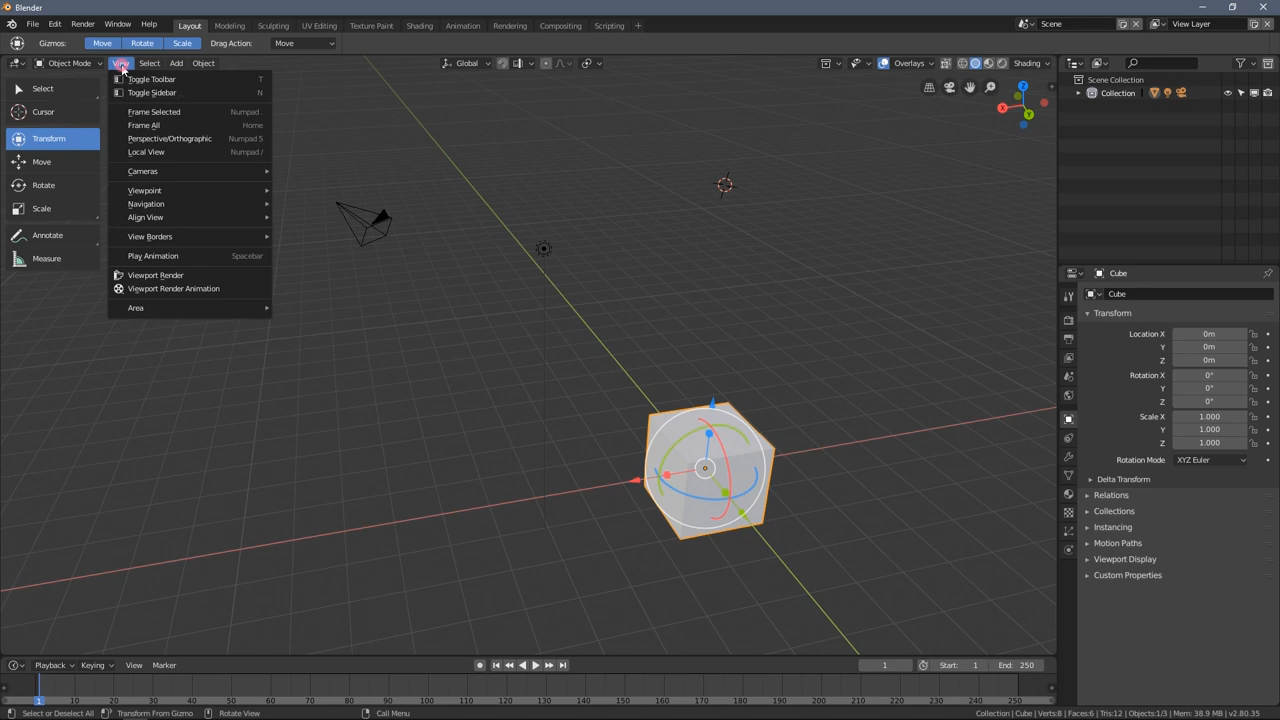 Blender
File Edit Render Window Help Layout Modeling Sculpting UV Editing Texture Paint Shading Animation Rendering Compositing Scripting + Scene View Layer
Gizmos: Move Rotate Scale Drag Action: Move
Object Mode View Select Add Object Global Overlays Shading
Toggle Toolbar T
Toggle Sidebar N
Frame Selected Numpad .
Frame All Home
Perspective/Orthographic Numpad 5
Local View Numpad /
Cameras
Viewpoint
Navigation
Align View
View Borders
Play Animation Spacebar
Viewport Render
Viewport Render Animation
Area
Select
Cursor
Transform
Move
Rotate
Scale
Annotate
Measure
Z
X
Y
Scene Collection
Collection
Cube
Cube
Transform
Location X 0m
Y 0m
Z 0m
Rotation X 0°
Y 0°
Z 0°
Scale X 1.000
Y 1.000
Z 1.000
Rotation Mode XYZ Euler
Delta Transform
Relations
Collections
Instancing
Motion Paths
Viewport Display
Custom Properties
Playback Keying View Marker 1 Start: 1 End: 250
1 10 20 30 40 50 60 70 80 90 100 110 120 130 140 150 160 170 180 190 200 210 220 230 240 250
Select or Deselect All Transform From Gizmo Rotate View Call Menu Collection | Cube | Verts:8 | Faces:6 | Tris:12 | Objects:1/3 | Mem: 38.9 MB | v2.80.35